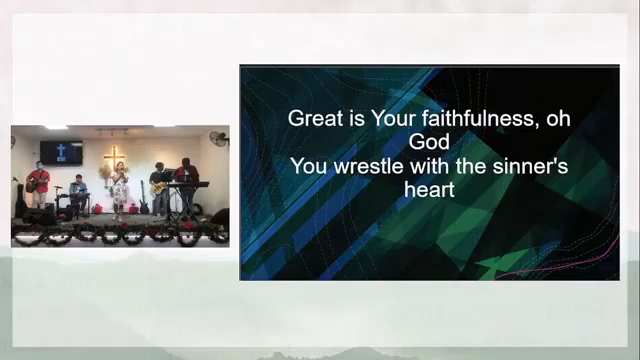 Great is Your faithfulness, oh
God
You wrestle with the sinner's
heart